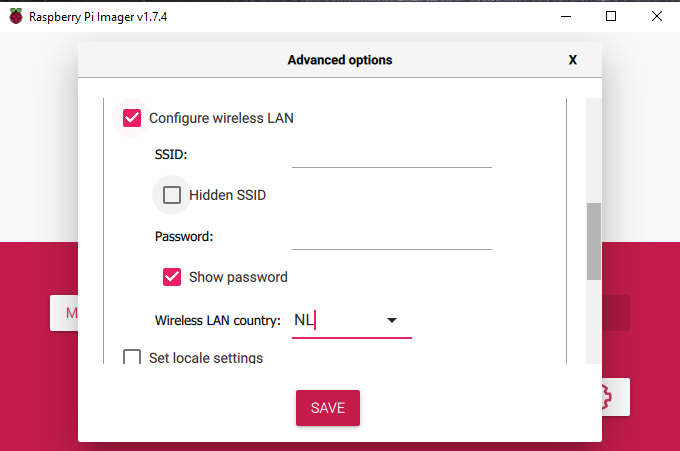 Raspberry Pi Imager v1.7.4
Advanced options X
Configure wireless LAN
SSID:
Hidden SSID
Password:
Show password
Wireless LAN country: NL
Set locale settings
SAVE